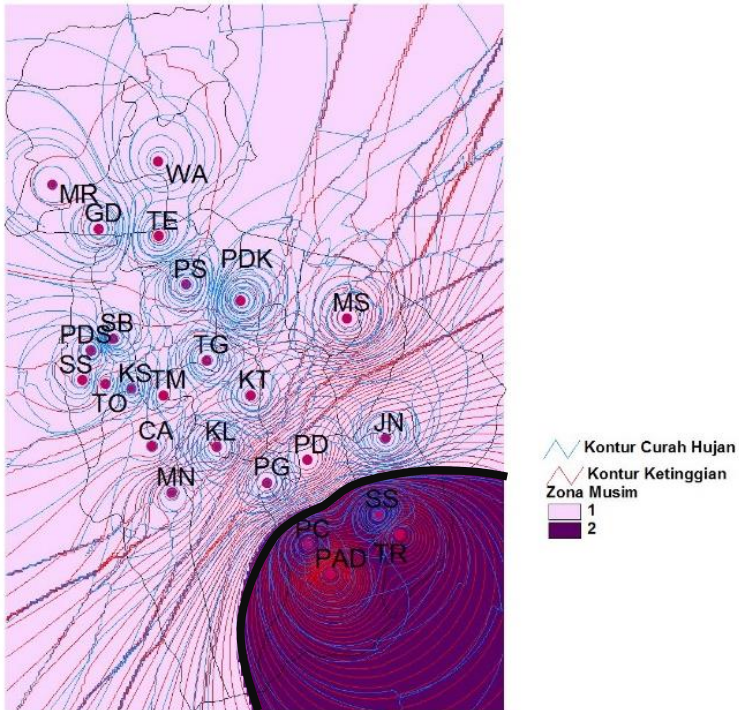 WA
MR
GD
TE
PS
PDK
MS
SB
PDS
SS
TO
KS
TM
TG
KT
CA
KL
JN
PD
PG
MN
SS
PC
TR
PAD
Kontur Curah Hujan
Kontur Ketinggian
Zona Musim
1
2